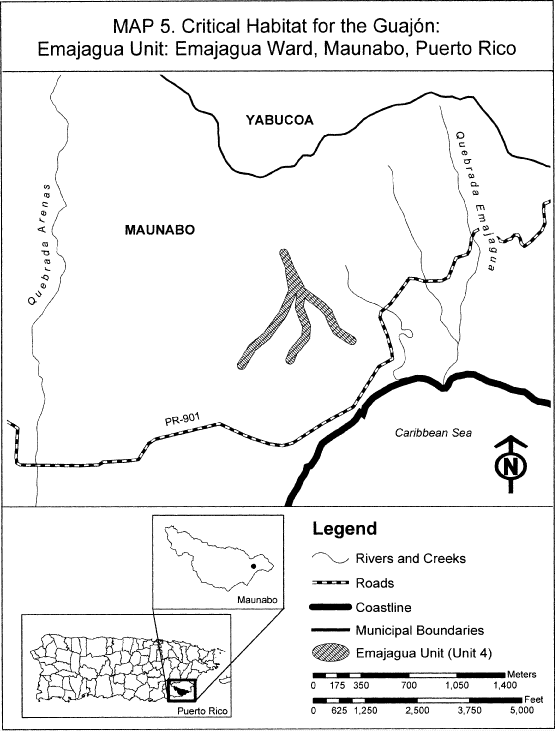 MAP 5. Critical Habitat for the Guajón:
Emajagua Unit: Emajagua Ward, Maunabo, Puerto Rico
YABUCOA
Quebrada Emajagua
Quebrada Arenas
MAUNABO
PR-901
Caribbean Sea
N
Maunabo
Puerto Rico
Legend
Rivers and Creeks
Roads
Coastline
Municipal Boundaries
Emajagua Unit (Unit 4)
Meters
0 175 350 700 1,050 1,400
Feet
0 625 1,250 2,500 3,750 5,000